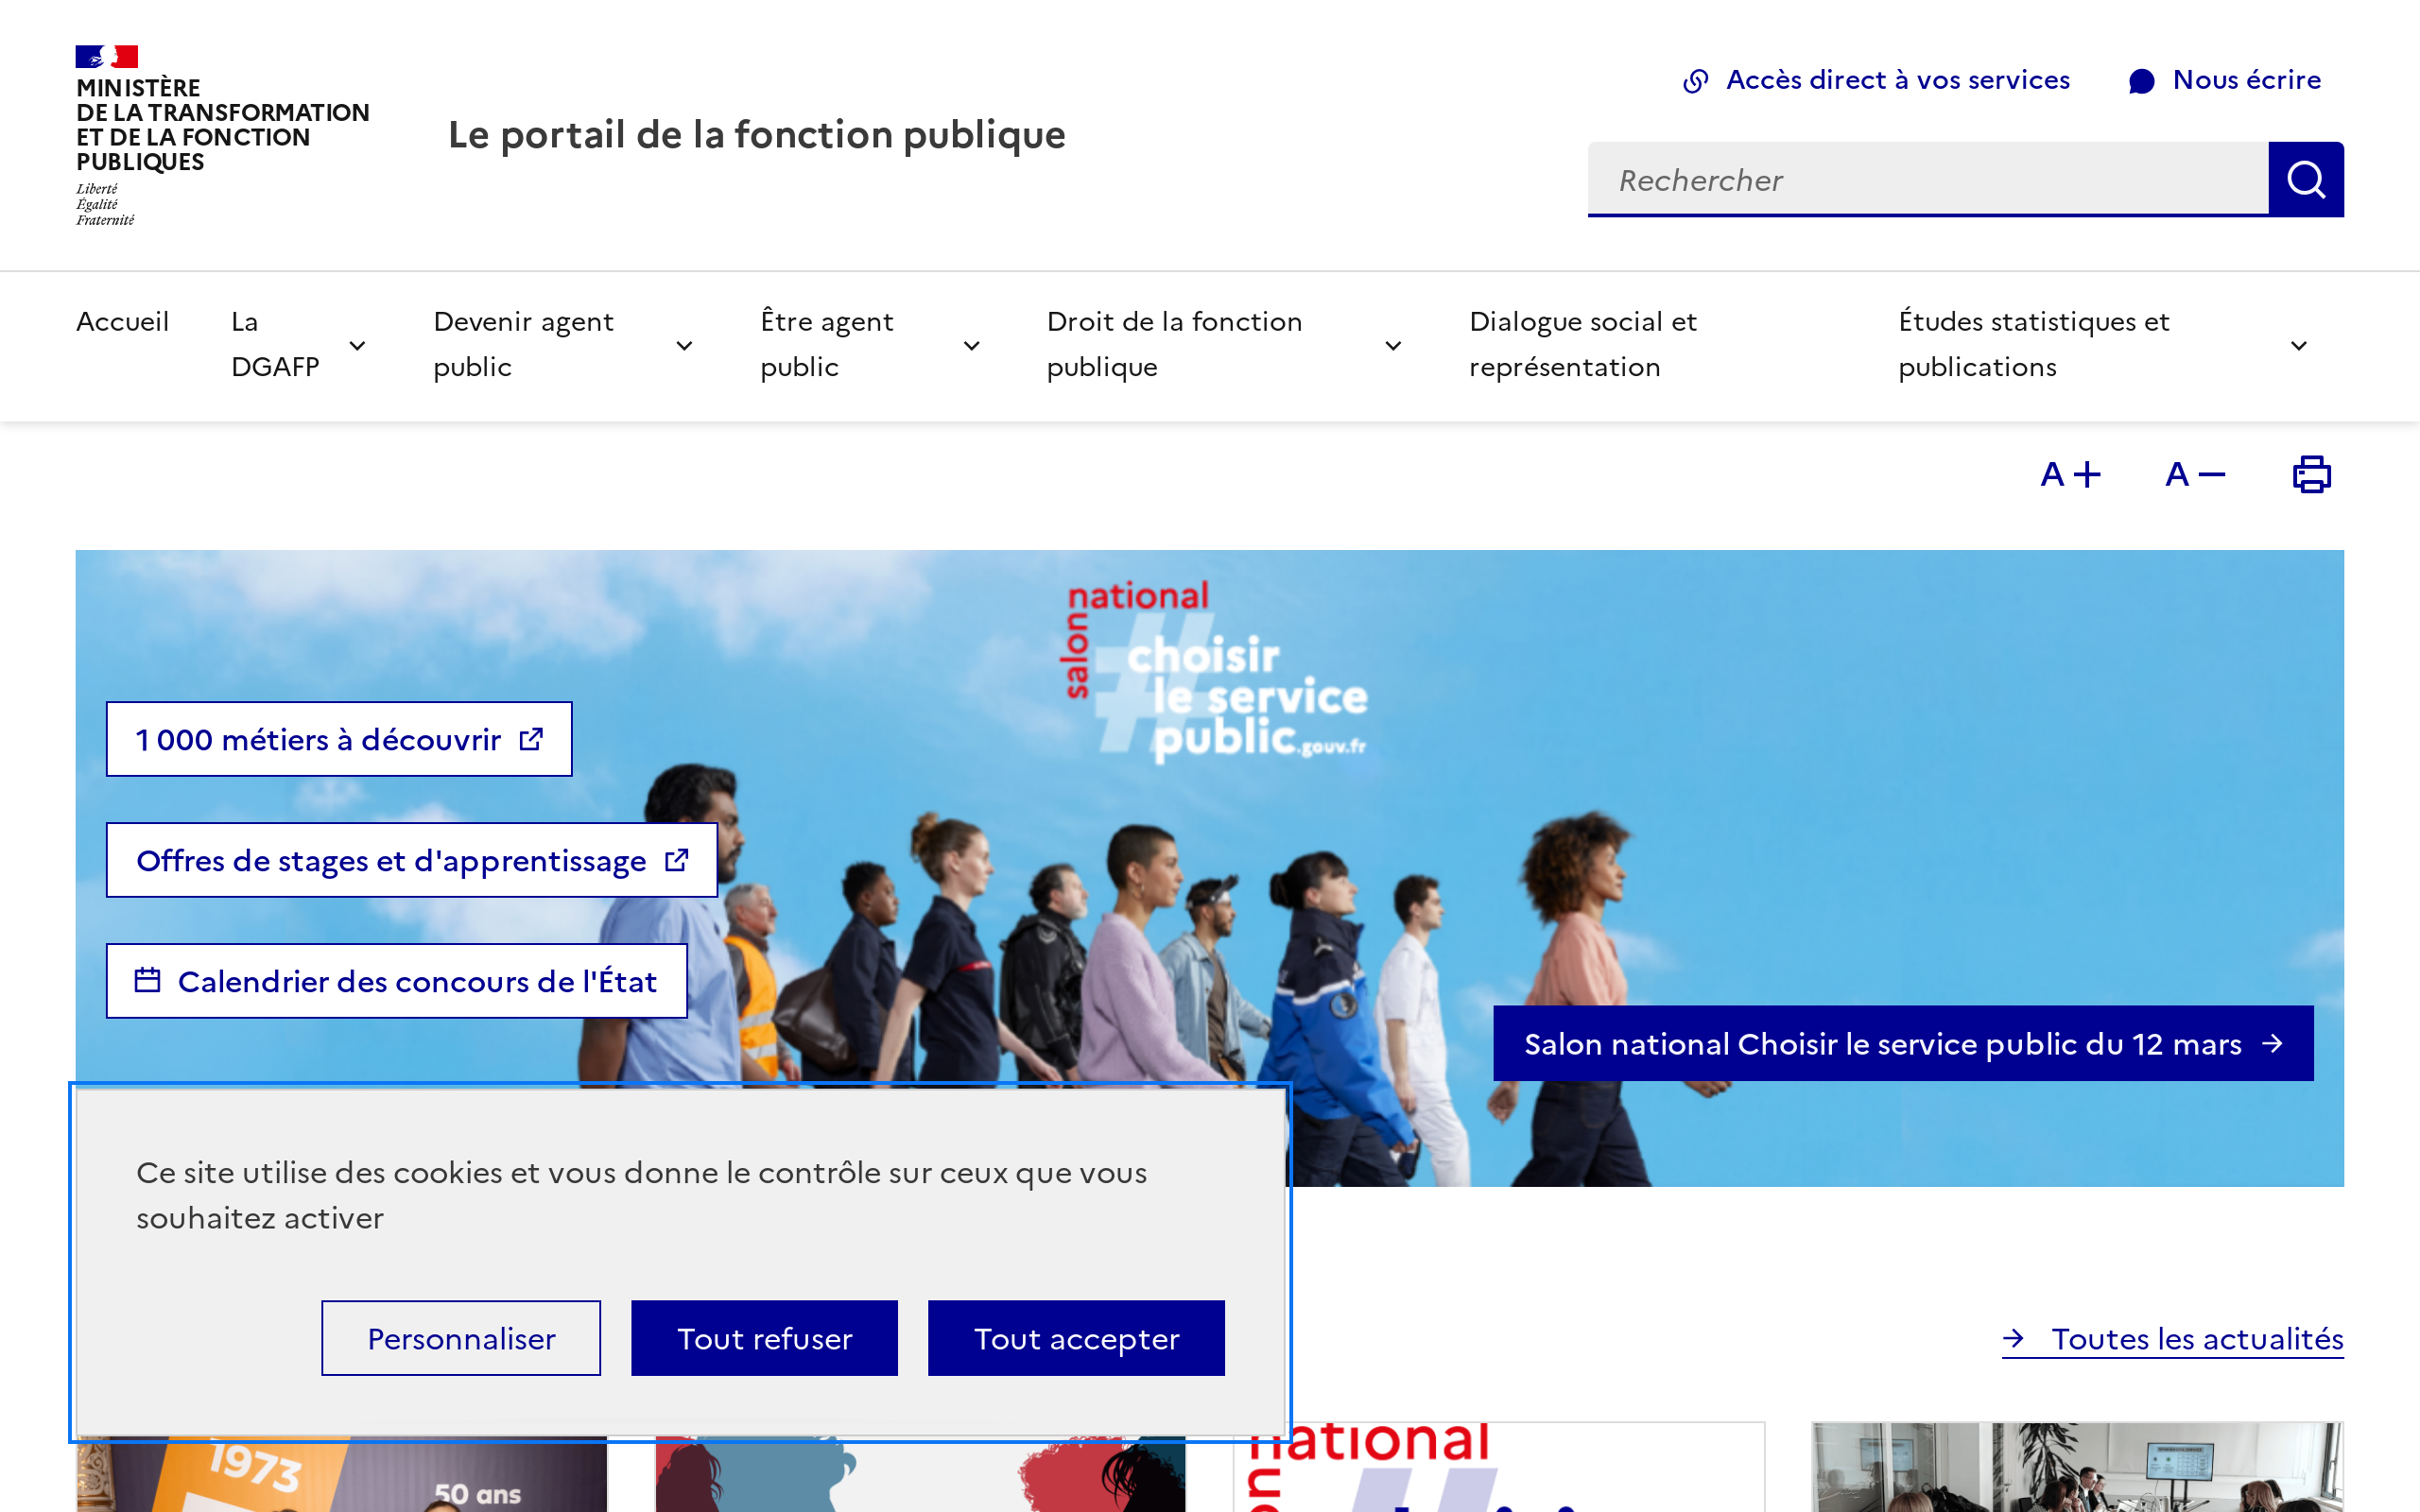 MINISTÈRE
DE LA TRANSFORMATION
ET DE LA FONCTION
PUBLIQUES
Liberté
Égalité
Fraternité
Le portail de la fonction publique
Accès direct à vos services
Nous écrire
Rechercher
Accueil
La
DGAFP
Devenir agent
public
Être agent
public
Droit de la fonction
publique
Dialogue social et
représentation
Études statistiques et
publications
A +
A −
salon national
#choisir
le service
public.gouv.fr
1 000 métiers à découvrir
Offres de stages et d'apprentissage
Calendrier des concours de l'État
Salon national Choisir le service public du 12 mars
Ce site utilise des cookies et vous donne le contrôle sur ceux que vous
souhaitez activer
Personnaliser
Tout refuser
Tout accepter
Toutes les actualités
1973
50 ans
national